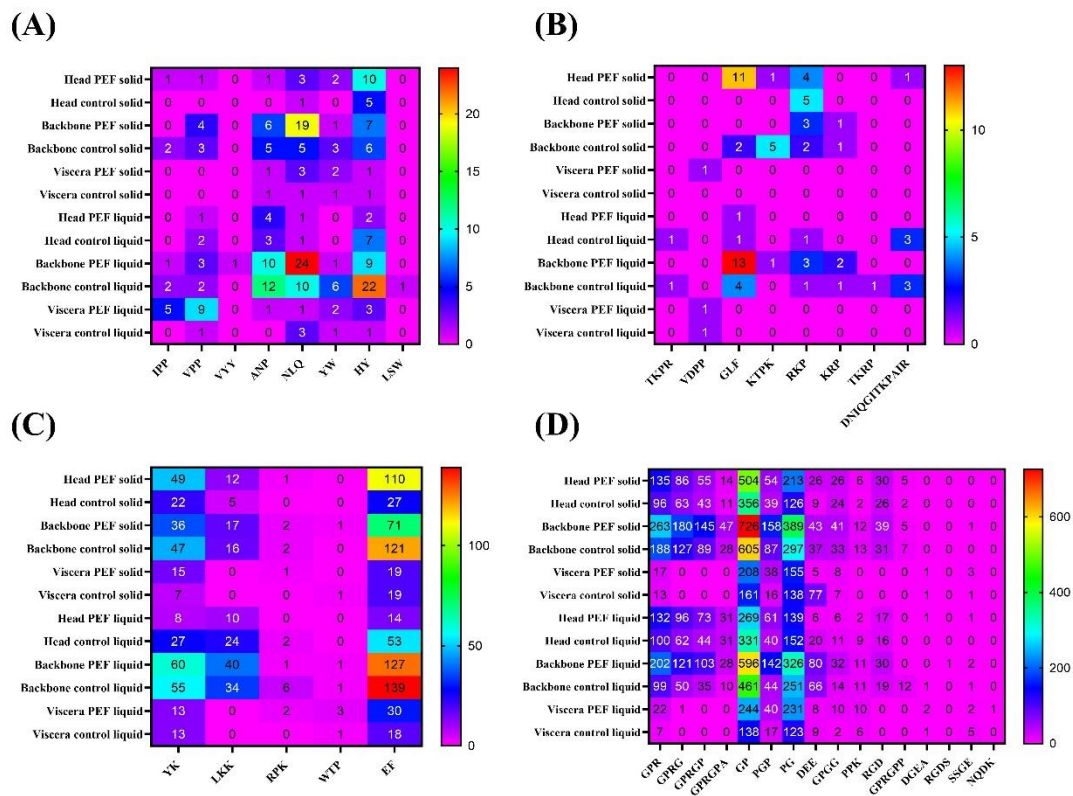 (A)
Head PEF solid 1 1 0 1 3 2 10 0
Head control solid 0 0 0 0 1 0 5 0
Backbone PEF solid 0 4 0 6 19 1 7 0
Backbone control solid 2 3 0 5 5 3 6 0
Viscera PEF solid 0 0 0 1 3 2 1 0
Viscera control solid 0 0 0 1 1 1 1 0
Head PEF liquid 0 1 0 4 1 0 2 0
Head control liquid 0 2 0 3 1 0 7 0
Backbone PEF liquid 1 3 1 10 24 0 9 0
Backbone control liquid 2 2 0 12 10 6 22 1
Viscera PEF liquid 5 9 0 1 1 2 3 0
Viscera control liquid 0 1 0 0 3 1 1 0
IPP VPP VYY ANP NLQ YW HY LSW
20
15
10
5
0
(B)
Head PEF solid 0 0 11 1 4 0 0 1
Head control solid 0 0 0 0 5 0 0 0
Backbone PEF solid 0 0 0 0 3 1 0 0
Backbone control solid 0 0 2 5 2 1 0 0
Viscera PEF solid 0 1 0 0 0 0 0 0
Viscera control solid 0 0 0 0 0 0 0 0
Head PEF liquid 0 0 1 0 0 0 0 0
Head control liquid 1 0 1 0 1 0 0 3
Backbone PEF liquid 0 0 13 1 3 2 0 0
Backbone control liquid 1 0 4 0 1 1 1 3
Viscera PEF liquid 0 1 0 0 0 0 0 0
Viscera control liquid 0 1 0 0 0 0 0 0
TKPR VDPP GLF KTPK RKP KRP TKRP DNIQGITKPAIR
10
5
0
(C)
Head PEF solid 49 12 1 0 110
Head control solid 22 5 0 0 27
Backbone PEF solid 36 17 2 1 71
Backbone control solid 47 16 2 0 121
Viscera PEF solid 15 0 1 0 19
Viscera control solid 7 0 0 1 19
Head PEF liquid 8 10 0 0 14
Head control liquid 27 24 2 0 53
Backbone PEF liquid 60 40 1 1 127
Backbone control liquid 55 34 6 1 139
Viscera PEF liquid 13 0 2 3 30
Viscera control liquid 13 0 0 1 18
YK LKK RPK WTP EF
100
50
0
(D)
Head PEF solid 135 86 55 14 504 54 213 26 26 6 30 5 0 0 0 0
Head control solid 96 63 43 11 356 39 126 9 24 2 26 2 0 0 0 0
Backbone PEF solid 263 180 145 47 726 158 389 43 41 12 39 5 0 0 1 0
Backbone control solid 188 127 89 28 605 87 297 37 33 13 31 7 0 0 0 0
Viscera PEF solid 17 0 0 0 208 38 155 5 8 0 0 0 1 0 3 0
Viscera control solid 13 0 0 0 161 16 138 77 7 0 0 0 1 0 0 0
Head PEF liquid 132 96 73 31 269 61 139 6 6 2 17 0 0 0 1 0
Head control liquid 100 62 44 31 331 40 152 20 11 9 16 0 0 0 0 0
Backbone PEF liquid 202 121 103 28 596 142 326 80 32 11 30 0 0 1 2 0
Backbone control liquid 99 50 35 10 461 44 251 66 14 11 19 12 0 0 1 0
Viscera PEF liquid 22 1 0 0 244 40 231 8 10 10 0 0 2 0 2 1
Viscera control liquid 7 0 0 0 138 17 123 9 2 6 0 0 1 0 5 0
GPR GPRG GPRGP GPRGPA GP PGP PG DEE GPGG PPK RGD GPRGPP DGEA RGDS SSGE NQDK
600
400
200
0